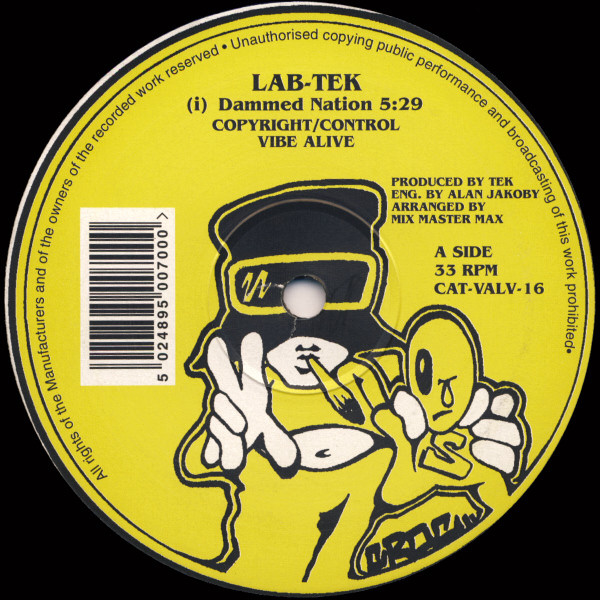 All rights of the Manufacturers and of the owners of the recorded work reserved • Unauthorised copying public performance and broadcasting of this work prohibited•
LAB-TEK
(i) Dammed Nation 5:29
COPYRIGHT/CONTROL
VIBE ALIVE
PRODUCED BY TEK
ENG. BY ALAN JAKOBY
ARRANGED BY
MIX MASTER MAX
A SIDE
33 RPM
CAT-VALV-16
5 024895 007000 >